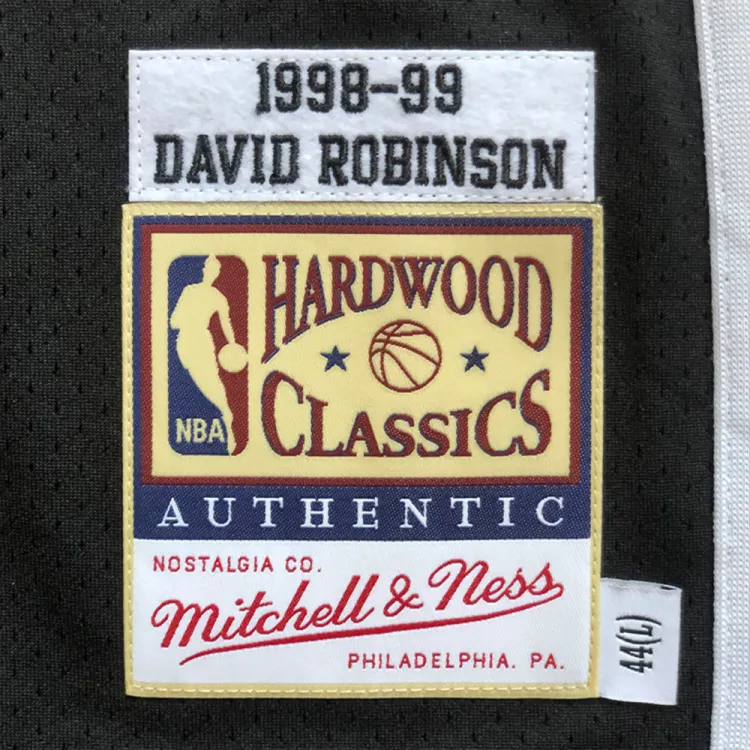 1998-99
DAVID ROBINSON
HARDWOOD
CLASSICS
NBA
AUTHENTIC
NOSTALGIA CO.
Mitchell & Ness
PHILADELPHIA. PA.
44(L)